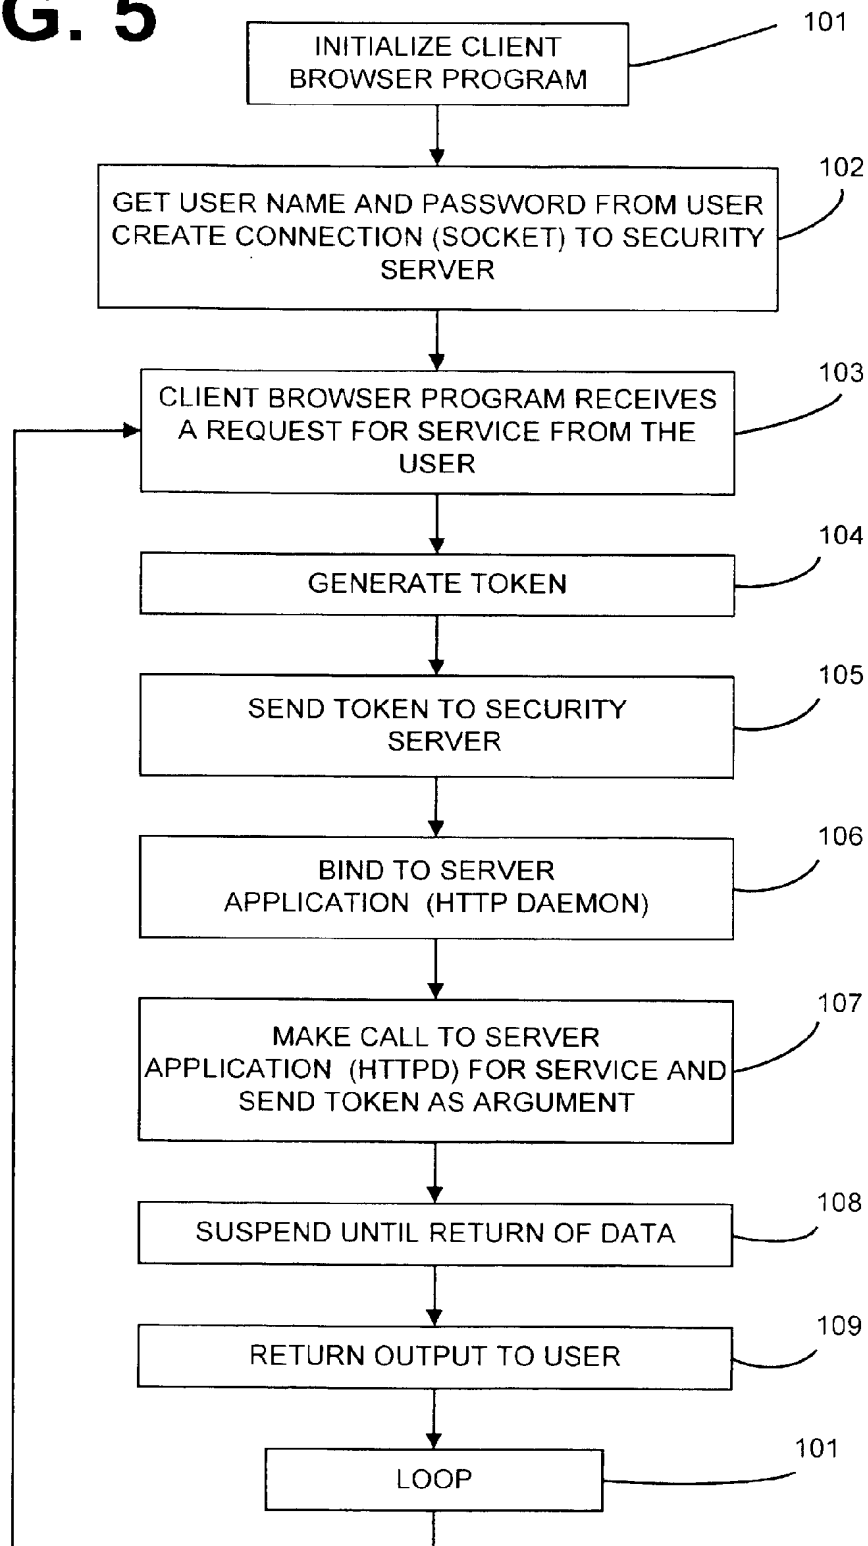 G. 5
101
INITIALIZE CLIENT
BROWSER PROGRAM
102
GET USER NAME AND PASSWORD FROM USER
CREATE CONNECTION (SOCKET) TO SECURITY
SERVER
103
CLIENT BROWSER PROGRAM RECEIVES
A REQUEST FOR SERVICE FROM THE
USER
104
GENERATE TOKEN
105
SEND TOKEN TO SECURITY
SERVER
106
BIND TO SERVER
APPLICATION (HTTP DAEMON)
107
MAKE CALL TO SERVER
APPLICATION (HTTPD) FOR SERVICE AND
SEND TOKEN AS ARGUMENT
108
SUSPEND UNTIL RETURN OF DATA
109
RETURN OUTPUT TO USER
101
LOOP